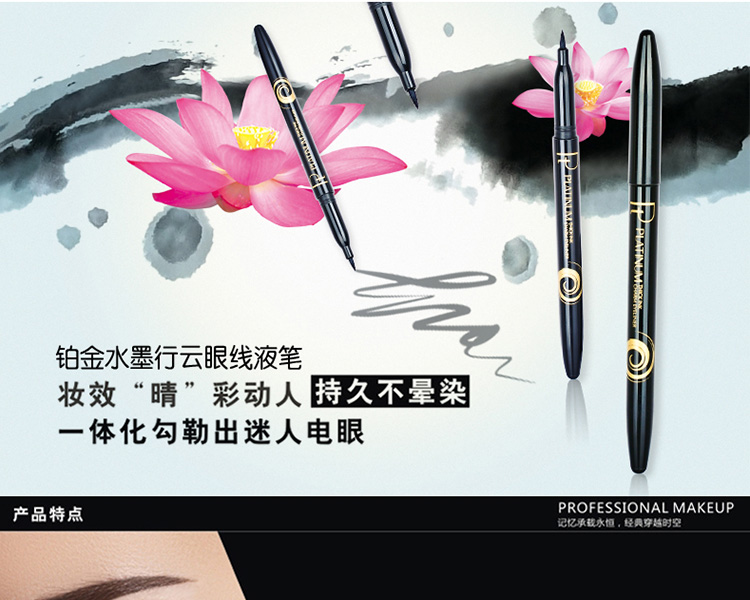 PLATINUM
PLATINUM
铂金水墨行云眼线液笔
妆效“晴”彩动人 持久不晕染
一体化勾勒出迷人电眼
产品特点
PROFESSIONAL MAKEUP
记忆承载永恒，经典穿越时空